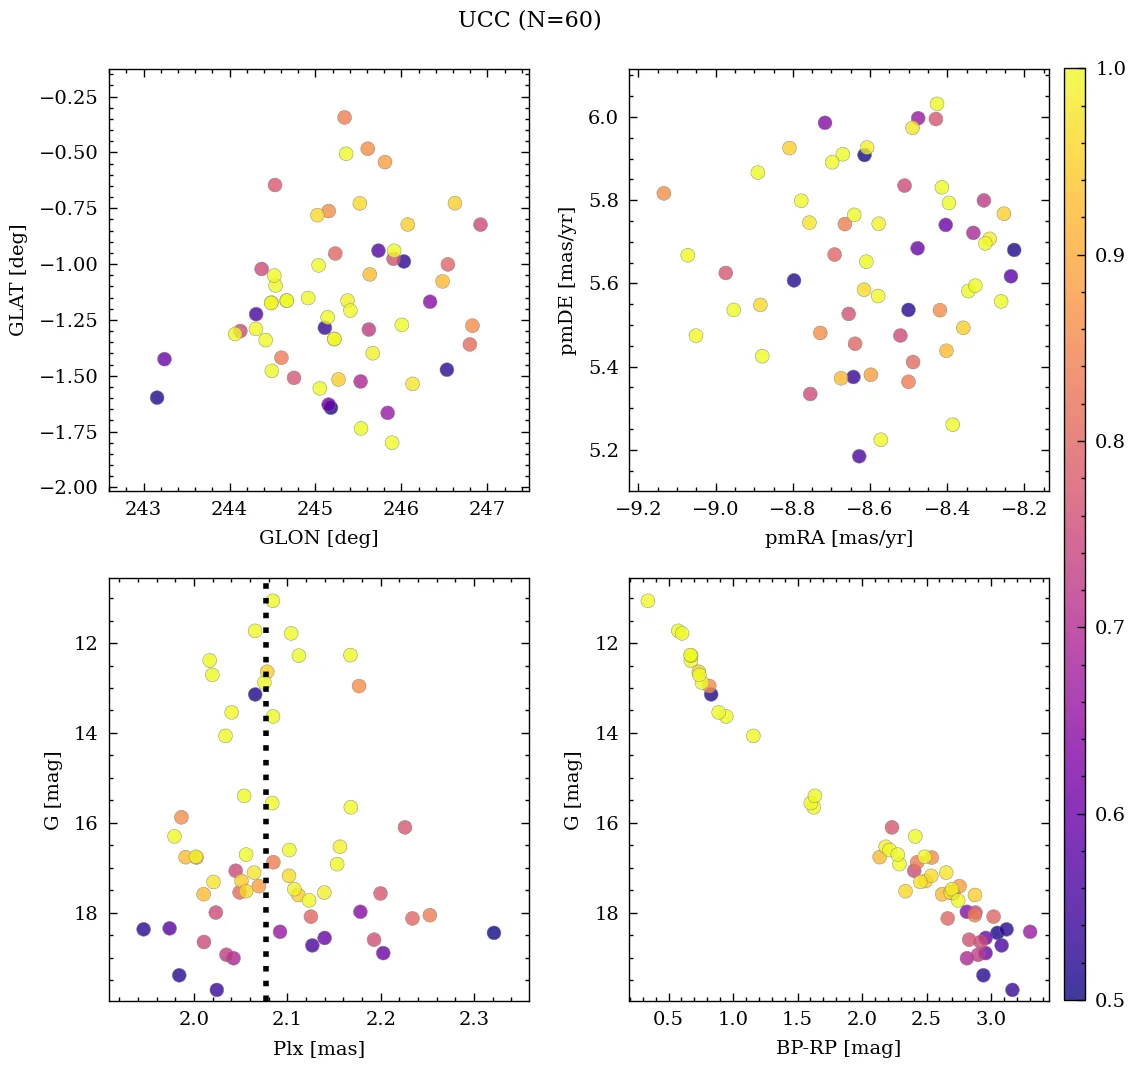 UCC (N=60)
−0.25
−0.50
−0.75
−1.00
−1.25
−1.50
−1.75
−2.00
GLAT [deg]
243 244 245 246 247
GLON [deg]
6.0
5.8
5.6
5.4
5.2
pmDE [mas/yr]
−9.2 −9.0 −8.8 −8.6 −8.4 −8.2
pmRA [mas/yr]
12
14
16
18
G [mag]
2.0 2.1 2.2 2.3
Plx [mas]
12
14
16
18
G [mag]
0.5 1.0 1.5 2.0 2.5 3.0
BP-RP [mag]
1.0
0.9
0.8
0.7
0.6
0.5